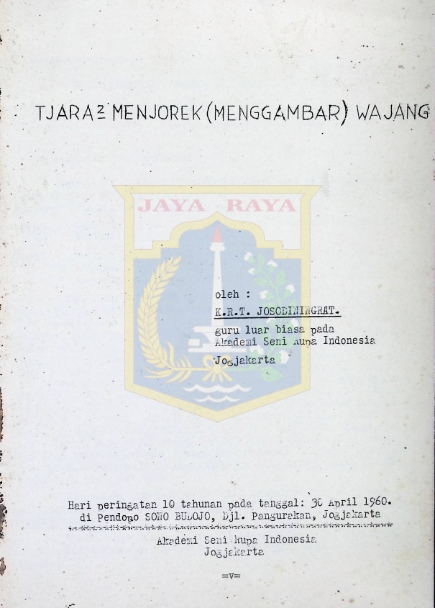 TJARA2 MENJOREK (MENGGAMBAR) WAJANG
JAYA RAYA
oleh :
K.R.T. JOSODININGRAT.
guru luar biasa pada
Akademi Seni Rupa Indonesia
Jogjakarta
Hari peringatan 10 tahunan pada tanggal: 30 April 1960.
di Pendopo SONO BUDOJO, Djl. Pangurakan, Jogjakarta
Akademi Seni Rupa Indonesia
Jogjakarta
=v=